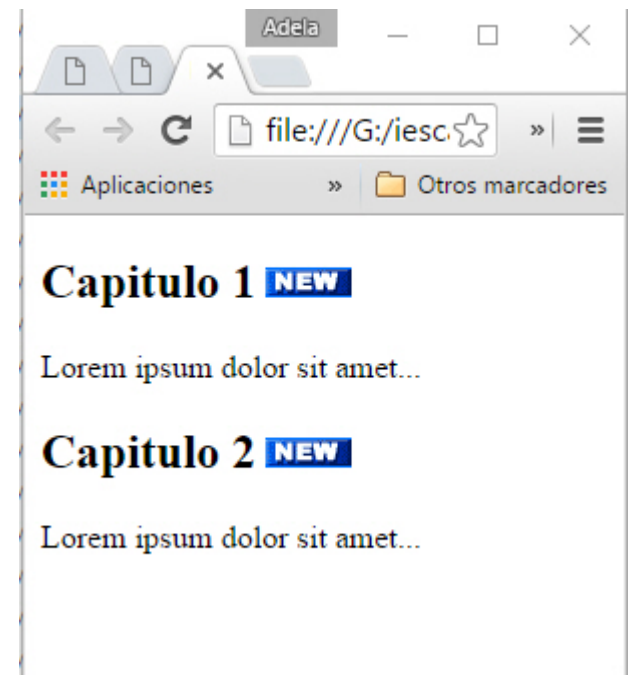 Adela
file:///G:/iesc
Aplicaciones » Otros marcadores
Capitulo 1 NEW
Lorem ipsum dolor sit amet...
Capitulo 2 NEW
Lorem ipsum dolor sit amet...